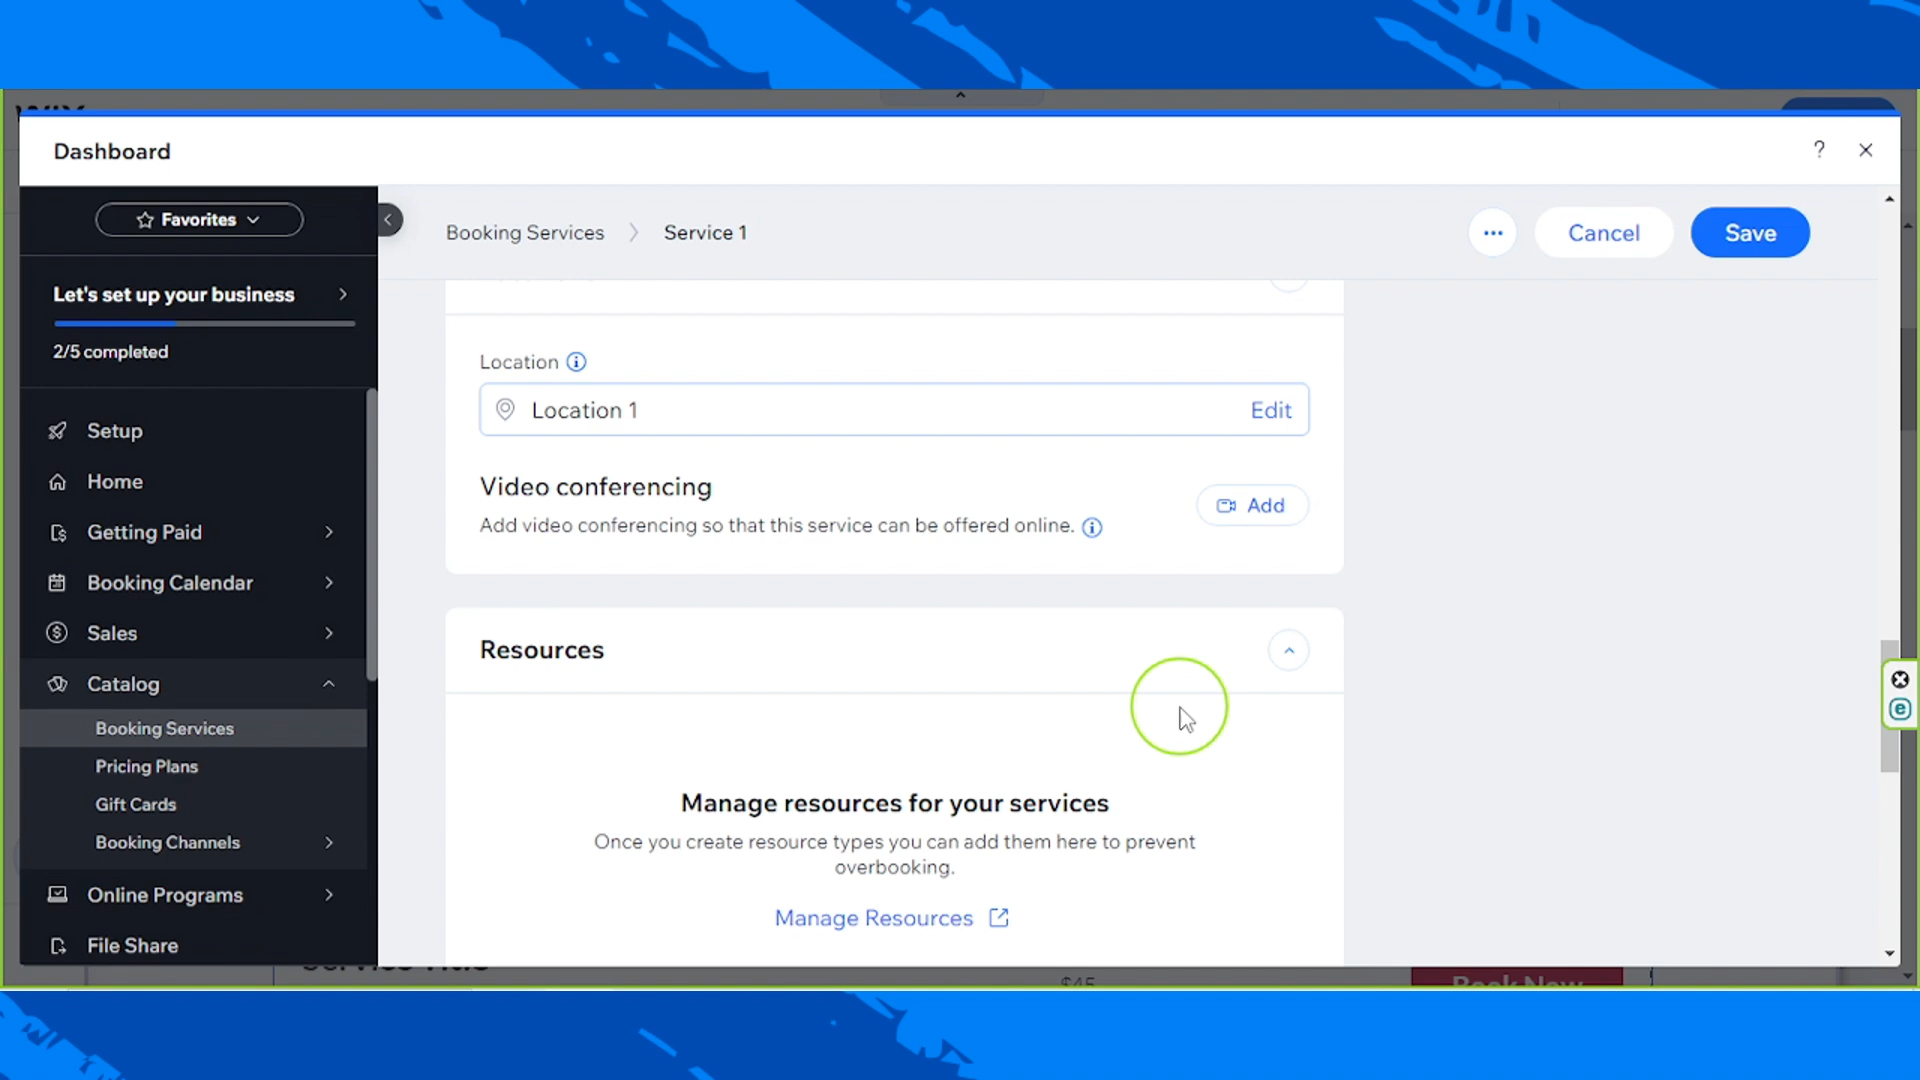 Dashboard
?
Favorites
Booking Services
Service 1
Cancel
Save
Let's set up your business
2/5 completed
Location
Location 1
Edit
Setup
Home
Video conferencing
Add
Add video conferencing so that this service can be offered online.
Getting Paid
Booking Calendar
Sales
Resources
Catalog
Booking Services
Pricing Plans
Gift Cards
Booking Channels
Manage resources for your services
Once you create resource types you can add them here to prevent
overbooking.
Manage Resources
Online Programs
File Share
$45
Book Now